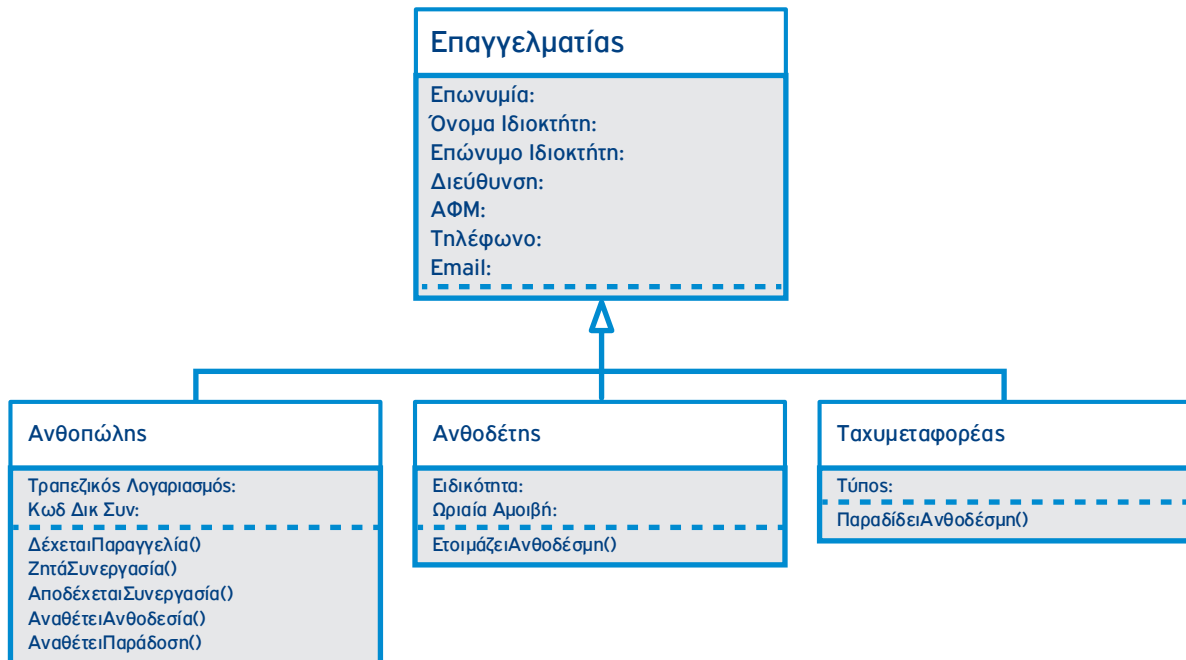 Επαγγελματίας
Επωνυμία:
Όνομα Ιδιοκτήτη:
Επώνυμο Ιδιοκτήτη:
Διεύθυνση:
ΑΦΜ:
Τηλέφωνο:
Email:
Ανθοπώλης
Τραπεζικός Λογαριασμός:
Κωδ Δικ Συν:
ΔέχεταιΠαραγγελία()
ΖητάΣυνεργασία()
ΑποδέχεταιΣυνεργασία()
ΑναθέτειΑνθοδεσία()
ΑναθέτειΠαράδοση()
Ανθοδέτης
Ειδικότητα:
Ωριαία Αμοιβή:
ΕτοιμάζειΑνθοδέσμη()
Ταχυμεταφορέας
Τύπος:
ΠαραδίδειΑνθοδέσμη()